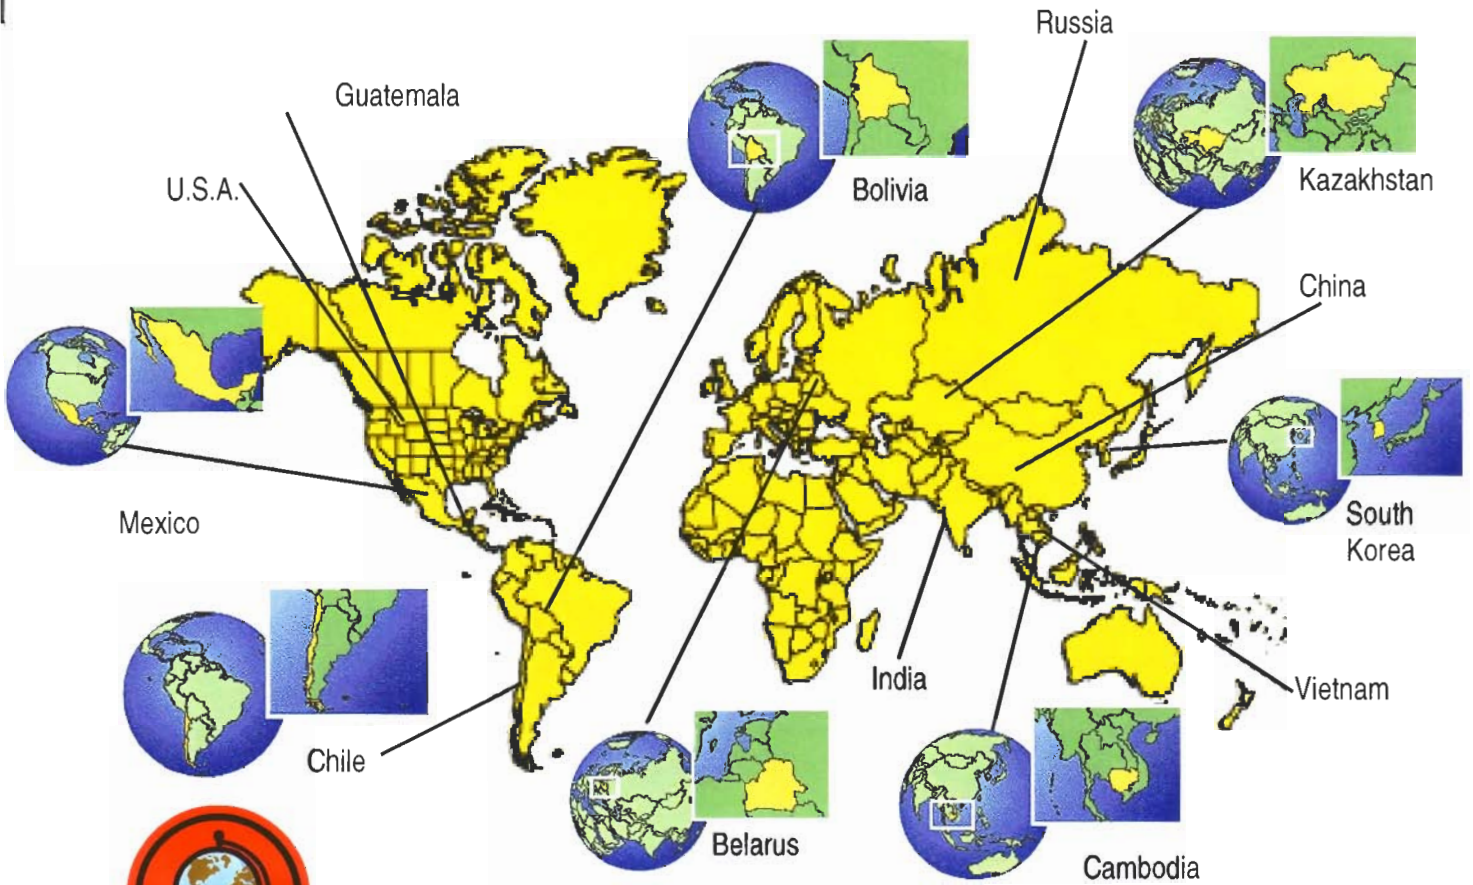 Russia
Guatemala
U.S.A.
Bolivia
Kazakhstan
China
Mexico
South
Korea
India
Vietnam
Chile
Belarus
Cambodia